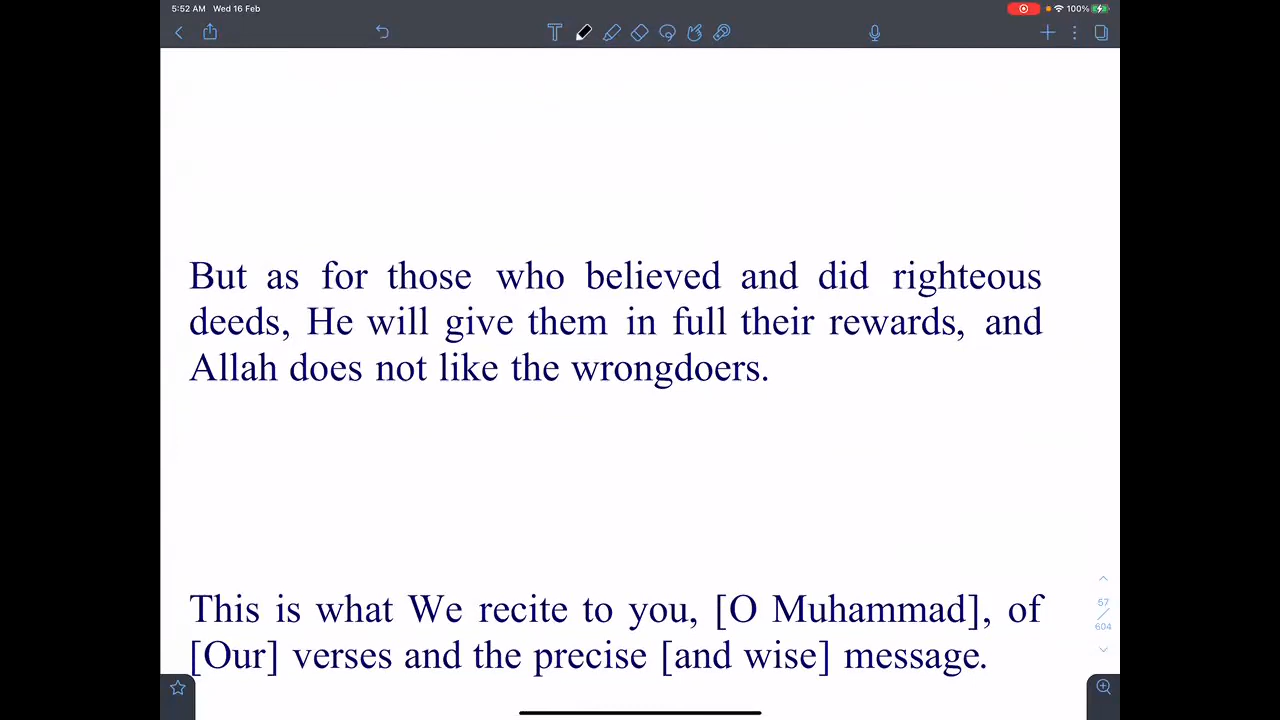 5:52 AM Wed 16 Feb
100%
But as for those who believed and did righteous
deeds, He will give them in full their rewards, and
Allah does not like the wrongdoers.
This is what We recite to you, [O Muhammad], of
[Our] verses and the precise [and wise] message.
57
604